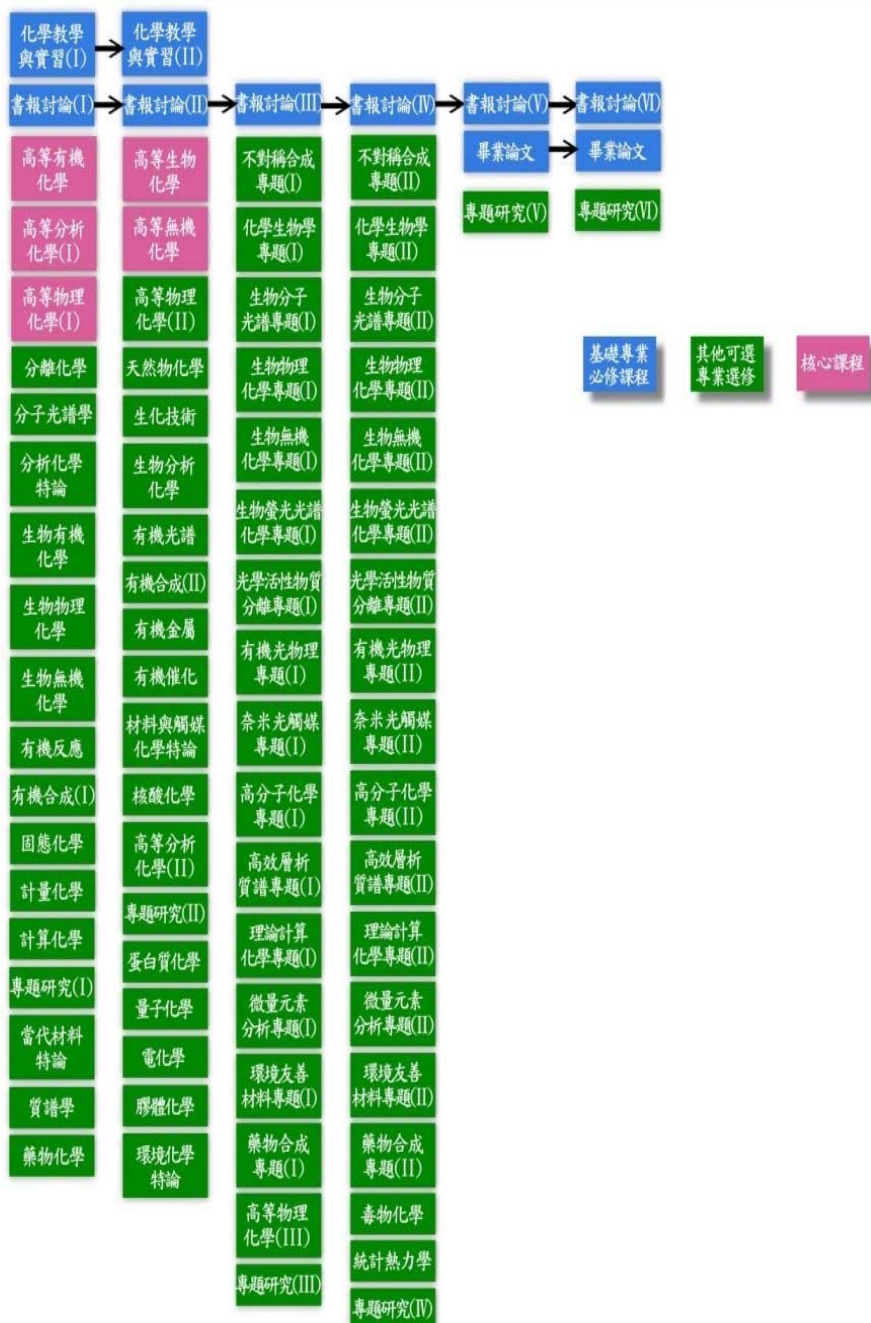 化學教學
與實習(I)
化學教學
與實習(II)
書報討論(I)
書報討論(II)
書報討論(III)
書報討論(IV)
書報討論(V)
書報討論(VI)
畢業論文
畢業論文
專題研究(V)
專題研究(VI)
高等有機
化學
高等分析
化學(I)
高等物理
化學(I)
分離化學
分子光譜學
分析化學
特論
生物有機
化學
生物物理
化學
生物無機
化學
有機反應
有機合成(I)
固態化學
計量化學
計算化學
專題研究(I)
當代材料
特論
質譜學
藥物化學
高等生物
化學
高等無機
化學
高等物理
化學(II)
天然物化學
生化技術
生物分析
化學
有機光譜
有機合成(II)
有機金屬
有機催化
材料與觸媒
化學特論
核酸化學
高等分析
化學(II)
專題研究(II)
蛋白質化學
量子化學
電化學
膠體化學
環境化學
特論
不對稱合成
專題(I)
化學生物學
專題(I)
生物分子
光譜專題(I)
生物物理
化學專題(I)
生物無機
化學專題(I)
生物螢光光譜
化學專題(I)
光學活性物質
分離專題(I)
有機光物理
專題(I)
奈米光觸媒
專題(I)
高分子化學
專題(I)
高效層析
質譜專題(I)
理論計算
化學專題(I)
微量元素
分析專題(I)
環境友善
材料專題(I)
藥物合成
專題(I)
高等物理
化學(III)
專題研究(III)
不對稱合成
專題(II)
化學生物學
專題(II)
生物分子
光譜專題(II)
生物物理
化學專題(II)
生物無機
化學專題(II)
生物螢光光譜
化學專題(II)
光學活性物質
分離專題(II)
有機光物理
專題(II)
奈米光觸媒
專題(II)
高分子化學
專題(II)
高效層析
質譜專題(II)
理論計算
化學專題(II)
微量元素
分析專題(II)
環境友善
材料專題(II)
藥物合成
專題(II)
毒物化學
統計熱力學
專題研究(IV)
基礎專業
必修課程
其他可選
專業選修
核心課程